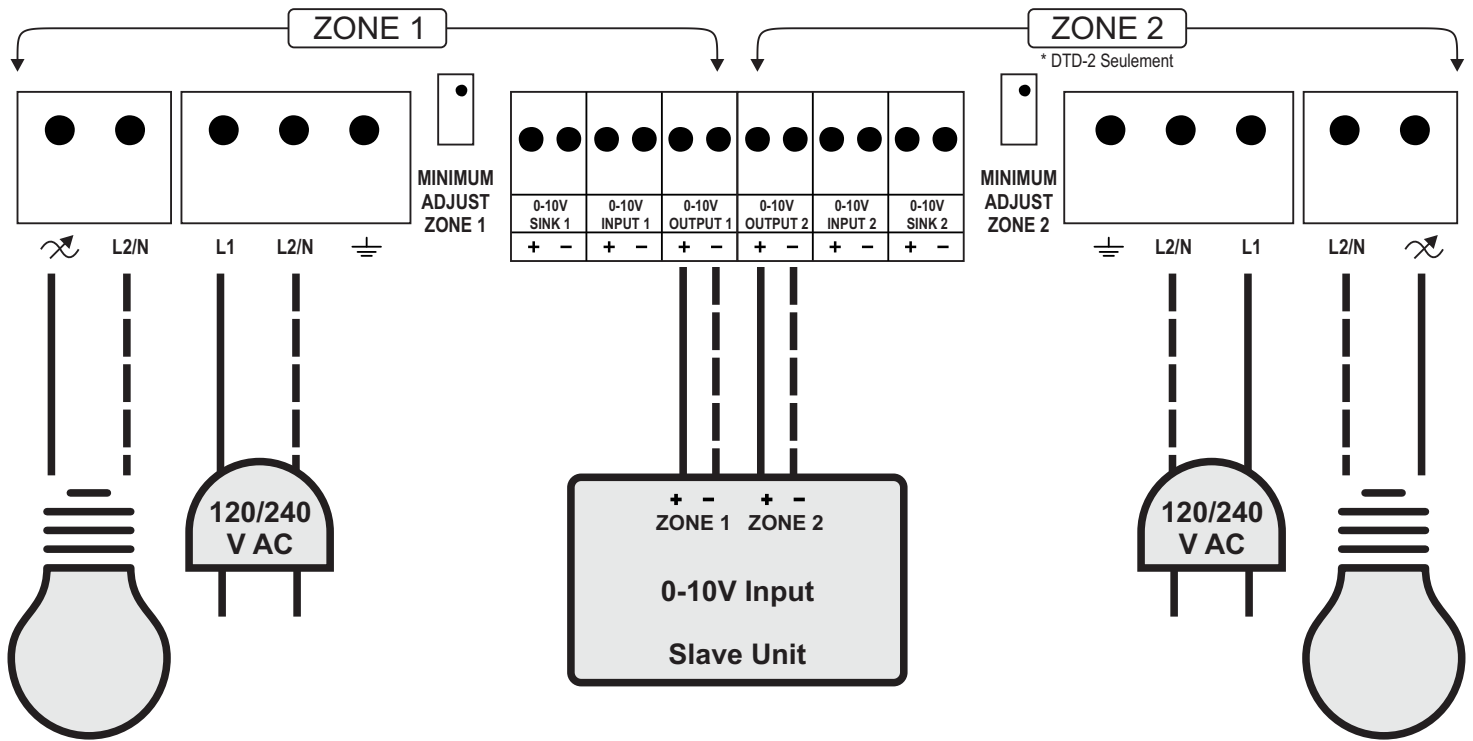 ZONE 1
ZONE 2
* DTD-2 Seulement
MINIMUM
ADJUST
ZONE 1
0-10V
SINK 1
+ −
0-10V
INPUT 1
+ −
0-10V
OUTPUT 1
+ −
0-10V
OUTPUT 2
+ −
0-10V
INPUT 2
+ −
0-10V
SINK 2
+ −
MINIMUM
ADJUST
ZONE 2
L2/N
L1
L2/N
L2/N
L1
L2/N
120/240
V AC
+ − + −
ZONE 1 ZONE 2
0-10V Input
Slave Unit
120/240
V AC